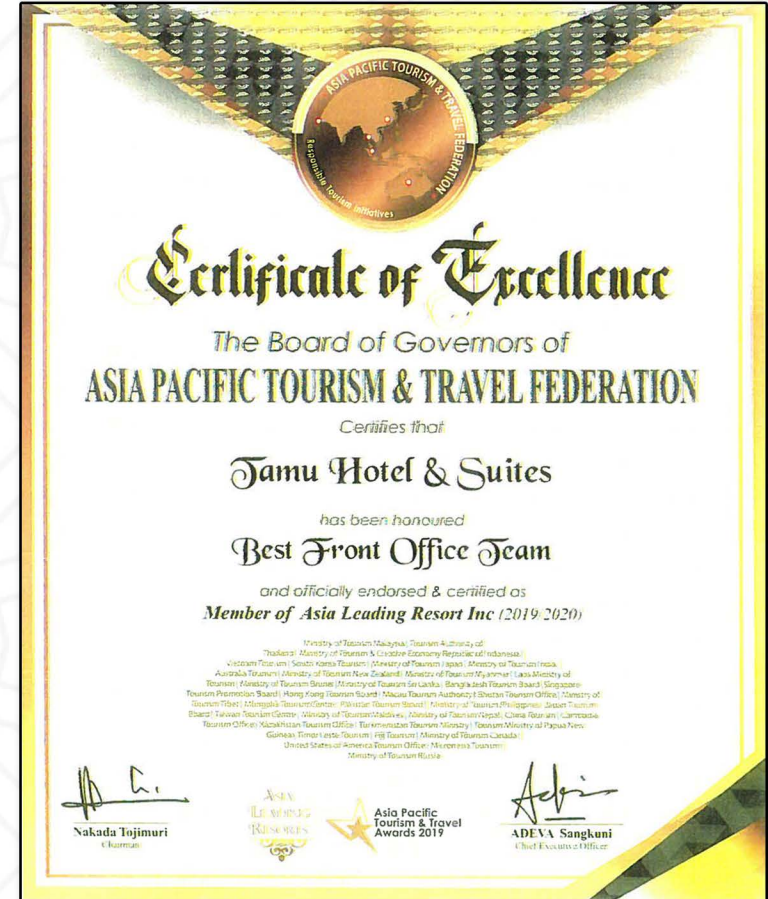 ASIA PACIFIC TOURISM & TRAVEL FEDERATION
Responsible Tourism Initiatives
Certificate of Excellence
The Board of Governors of
ASIA PACIFIC TOURISM & TRAVEL FEDERATION
Certifies that
Tamu Hotel & Suites
has been honoured
Best Front Office Team
and officially endorsed & certified as
Member of Asia Leading Resort Inc (2019-2020)
Ministry of Tourism Malaysia| Tourism Authority of
Thailand| Ministry of Tourism & Creative Economy Republic of Indonesia|
Vietnam Tourism| South Korea Tourism| Ministry of Tourism Japan| Ministry of Tourism India,
Australia Tourism| Ministry of Tourism New Zealand| Ministry of Tourism Myanmar| Laos Ministry of
Tourism| Ministry of Tourism Brunei| Ministry of Tourism Sri Lanka| Bangladesh Tourism Board| Singapore
Tourism Promotion Board| Hong Kong Tourism Board| Macau Tourism Authority| Bhutan Tourism Office| Ministry of
Tourism Tibet| Mongolia Tourism Centre| Pakistan Tourism Board| Ministry of Tourism Philippines| Tourism
Board| Taiwan Tourism Centre| Ministry of Tourism Maldives| Ministry of Tourism Nepal| China Tourism| Cambodia
Tourism Office| Kazakhstan Tourism Office| Turkmenistan Tourism Ministry| Tourism Ministry of Papua New
Guinea| Timor Leste Tourism| Fiji Tourism| Ministry of Tourism Canada|
United States of America Tourism Office| Micronesia Tourism|
Ministry of Tourism Russia
Nakada Tojimuri
Chairman
ASIA
LEADING
RESORTS
Asia Pacific
Tourism & Travel
Awards 2019
ADEVA Sangkuni
Chief Executive Officer